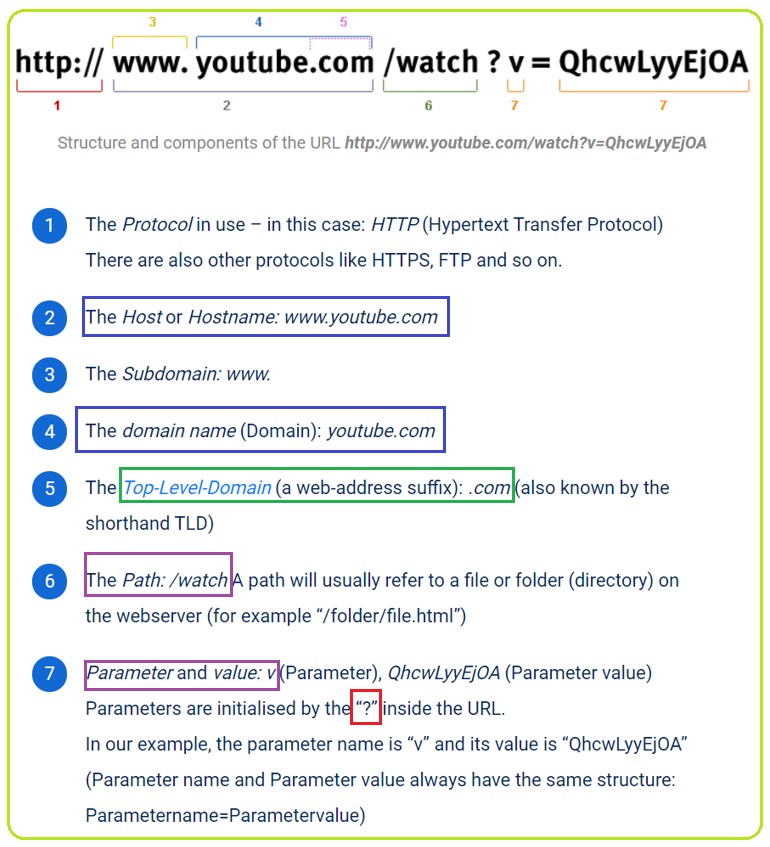 3 4 5
http:// www. youtube.com /watch ? v = QhcwLyyEjOA
1 2 6 7 7
Structure and components of the URL http://www.youtube.com/watch?v=QhcwLyyEjOA
1 The Protocol in use – in this case: HTTP (Hypertext Transfer Protocol)
There are also other protocols like HTTPS, FTP and so on.
2 The Host or Hostname: www.youtube.com
3 The Subdomain: www.
4 The domain name (Domain): youtube.com
5 The Top-Level-Domain (a web-address suffix): .com (also known by the
shorthand TLD)
6 The Path: /watch A path will usually refer to a file or folder (directory) on
the webserver (for example “/folder/file.html”)
7 Parameter and value: v (Parameter), QhcwLyyEjOA (Parameter value)
Parameters are initialised by the “?” inside the URL.
In our example, the parameter name is “v” and its value is “QhcwLyyEjOA”
(Parameter name and Parameter value always have the same structure:
Parametername=Parametervalue)